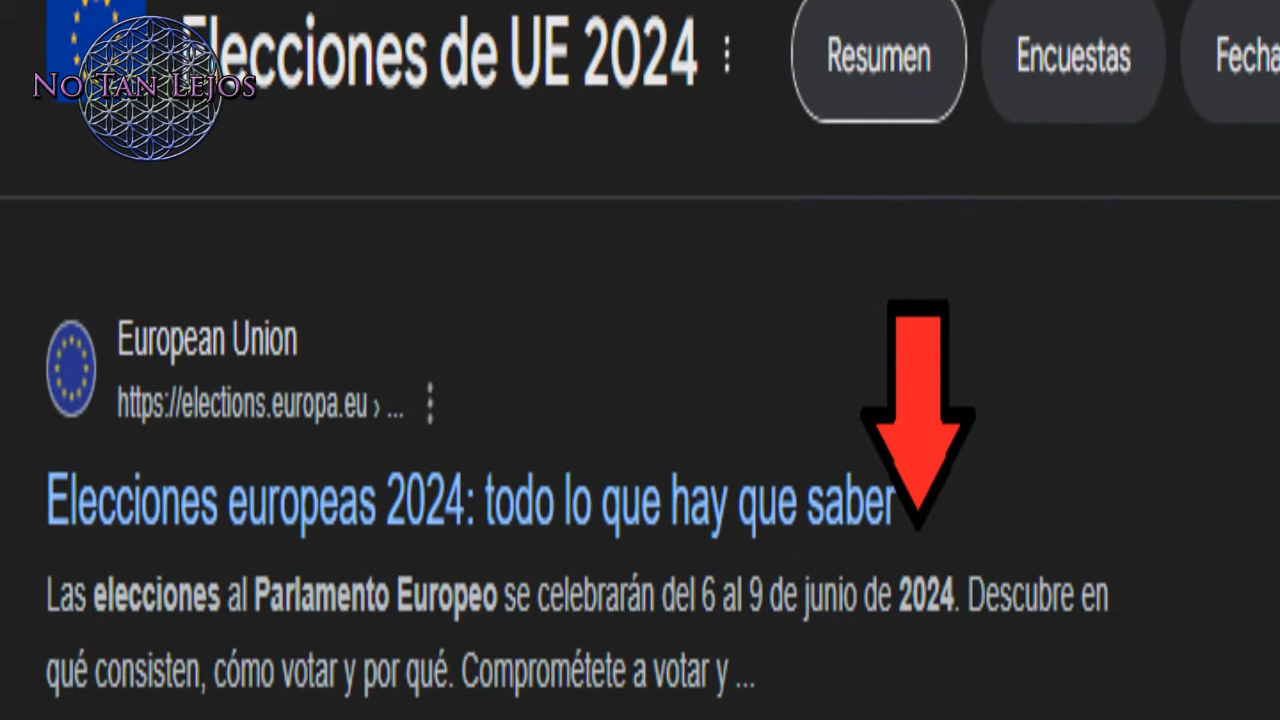 Elecciones de UE 2024
Resumen
Encuestas
Fecha
No Tan Lejos
European Union
https://elections.europa.eu › ...
Elecciones europeas 2024: todo lo que hay que saber
Las elecciones al Parlamento Europeo se celebrarán del 6 al 9 de junio de 2024. Descubre en
qué consisten, cómo votar y por qué. Comprométete a votar y ...